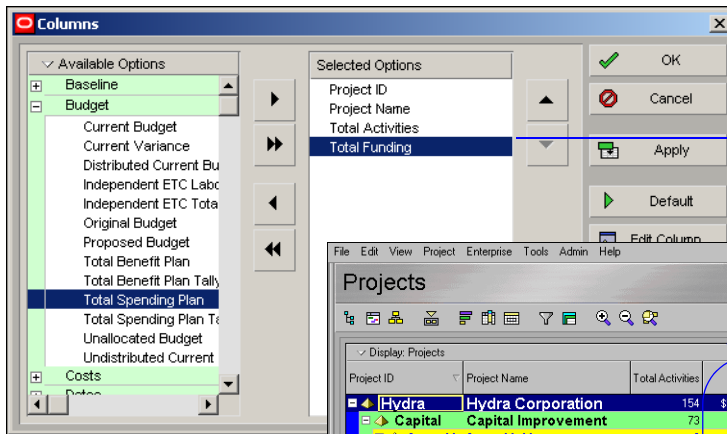 Columns
Available Options
Baseline
Budget
Current Budget
Current Variance
Distributed Current Bu
Independent ETC Labo
Independent ETC Tota
Original Budget
Proposed Budget
Total Benefit Plan
Total Benefit Plan Tally
Total Spending Plan
Total Spending Plan Ta
Unallocated Budget
Undistributed Current
Costs
Selected Options
Project ID
Project Name
Total Activities
Total Funding
OK
Cancel
Apply
Default
Edit Column
File Edit View Project Enterprise Tools Admin Help
Projects
Display: Projects
Project ID Project Name Total Activities
Hydra Hydra Corporation 154 $
Capital Capital Improvement 73